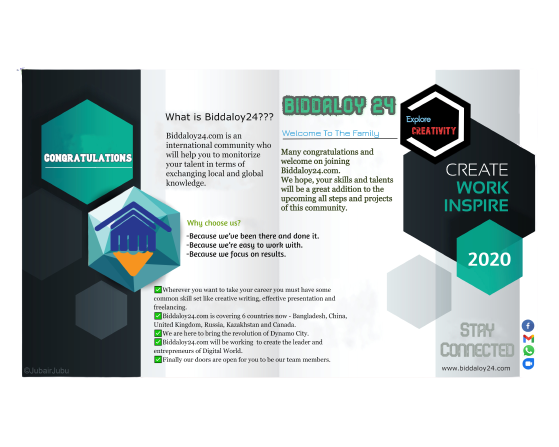 CONGRATULATIONS
©JubairJubu
What is Biddaloy24???
Biddaloy24.com is an
international community who
will help you to monitorize
your talent in terms of
exchanging local and global
knowledge.
BIDDALOY 24
Welcome To The Family
Many congratulations and
welcome on joining
Biddaloy24.com.
We hope, your skills and talents
will be a great addition to the
upcoming all steps and projects
of this community.
Why choose us?
-Because we've been there and done it.
-Because we're easy to work with.
-Because we focus on results.
✅Wherever you want to take your career you must have some
common skill set like creative writing, effective presentation and
freelancing.
✅Biddaloy24.com is covering 6 countries now - Bangladesh, China,
United Kingdom, Russia, Kazakhstan and Canada.
✅We are here to bring the revolution of Dynamo City.
✅Biddaloy24.com will be working to create the leader and
entrepreneurs of Digital World.
✅Finally our doors are open for you to be our team members.
Explore
CREATIVITY
CREATE
WORK
INSPIRE
2020
STAY
CONNECTED
www.biddaloy24.com